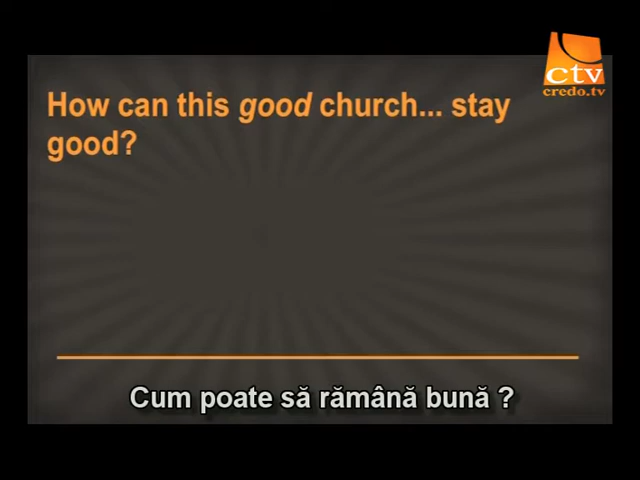 ctv
credo.tv
How can this good church... stay
good?
Cum poate să rămână bună ?